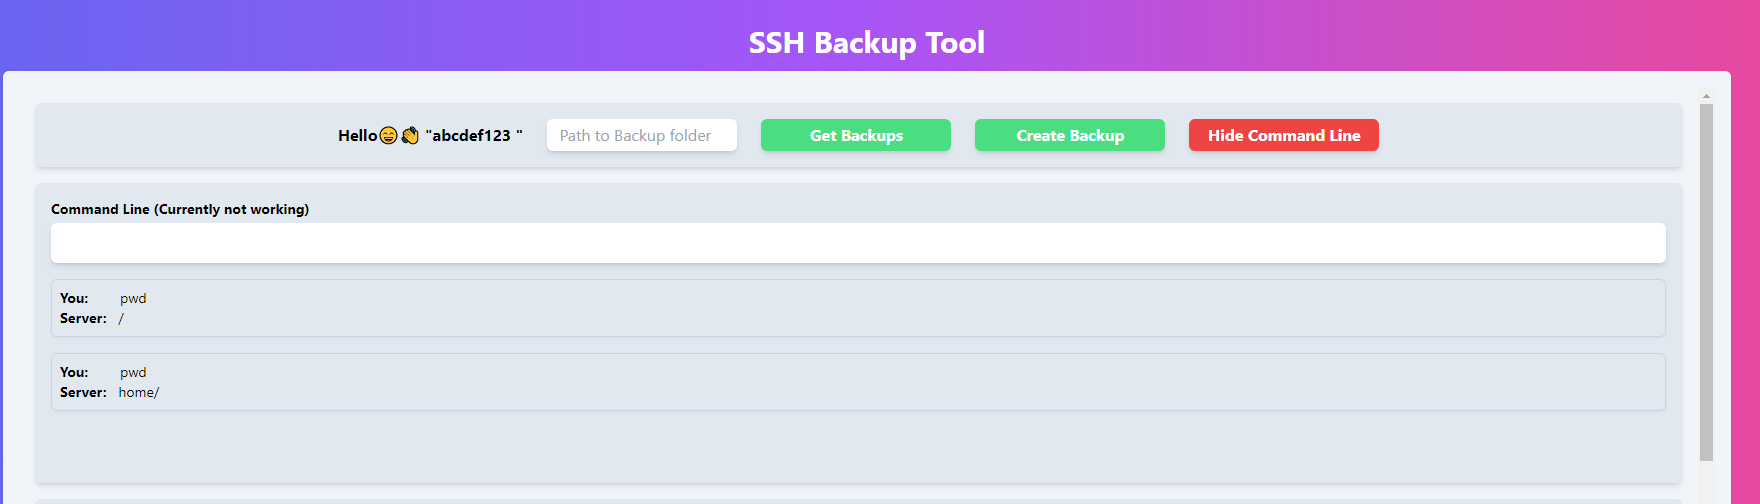 SSH Backup Tool
Hello😄👏 "abcdef123 " Path to Backup folder Get Backups Create Backup Hide Command Line
Command Line (Currently not working)
You: pwd
Server: /
You: pwd
Server: home/